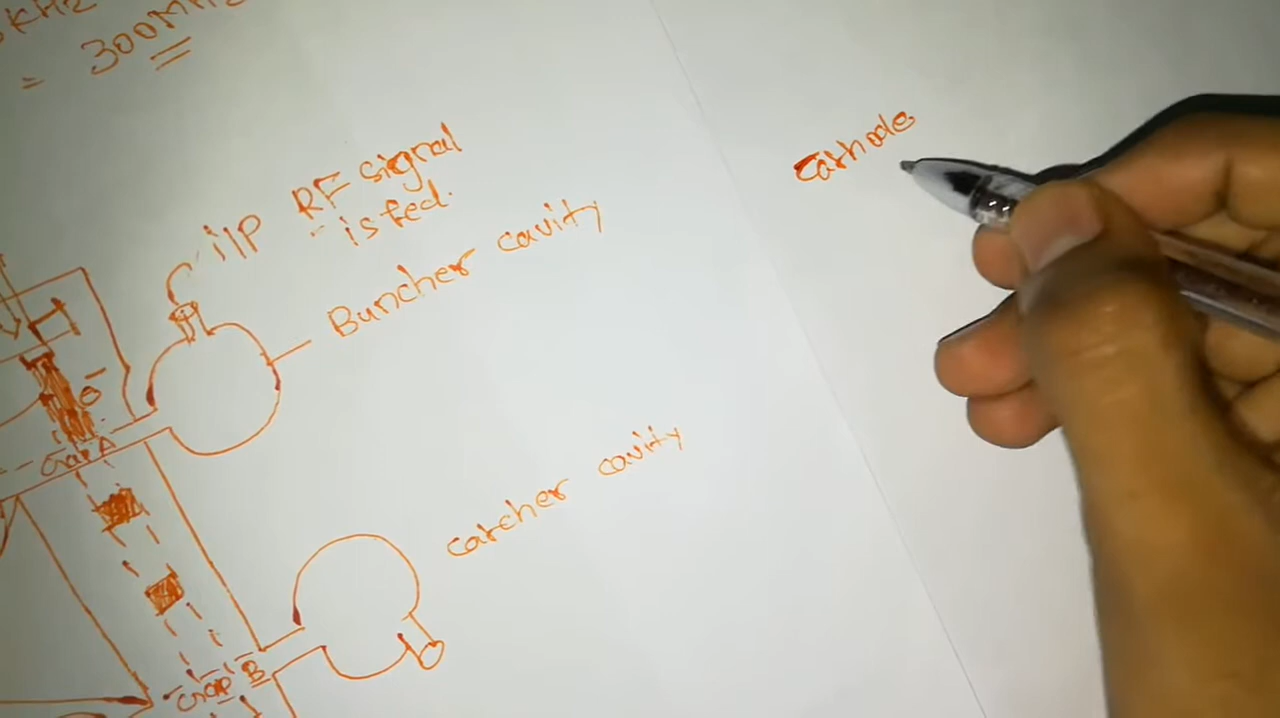 KHz
= 300MHz
Cathode
i/P RF signal
- is fed.
Buncher cavity
e-
Gap A
catcher cavity
Gap B